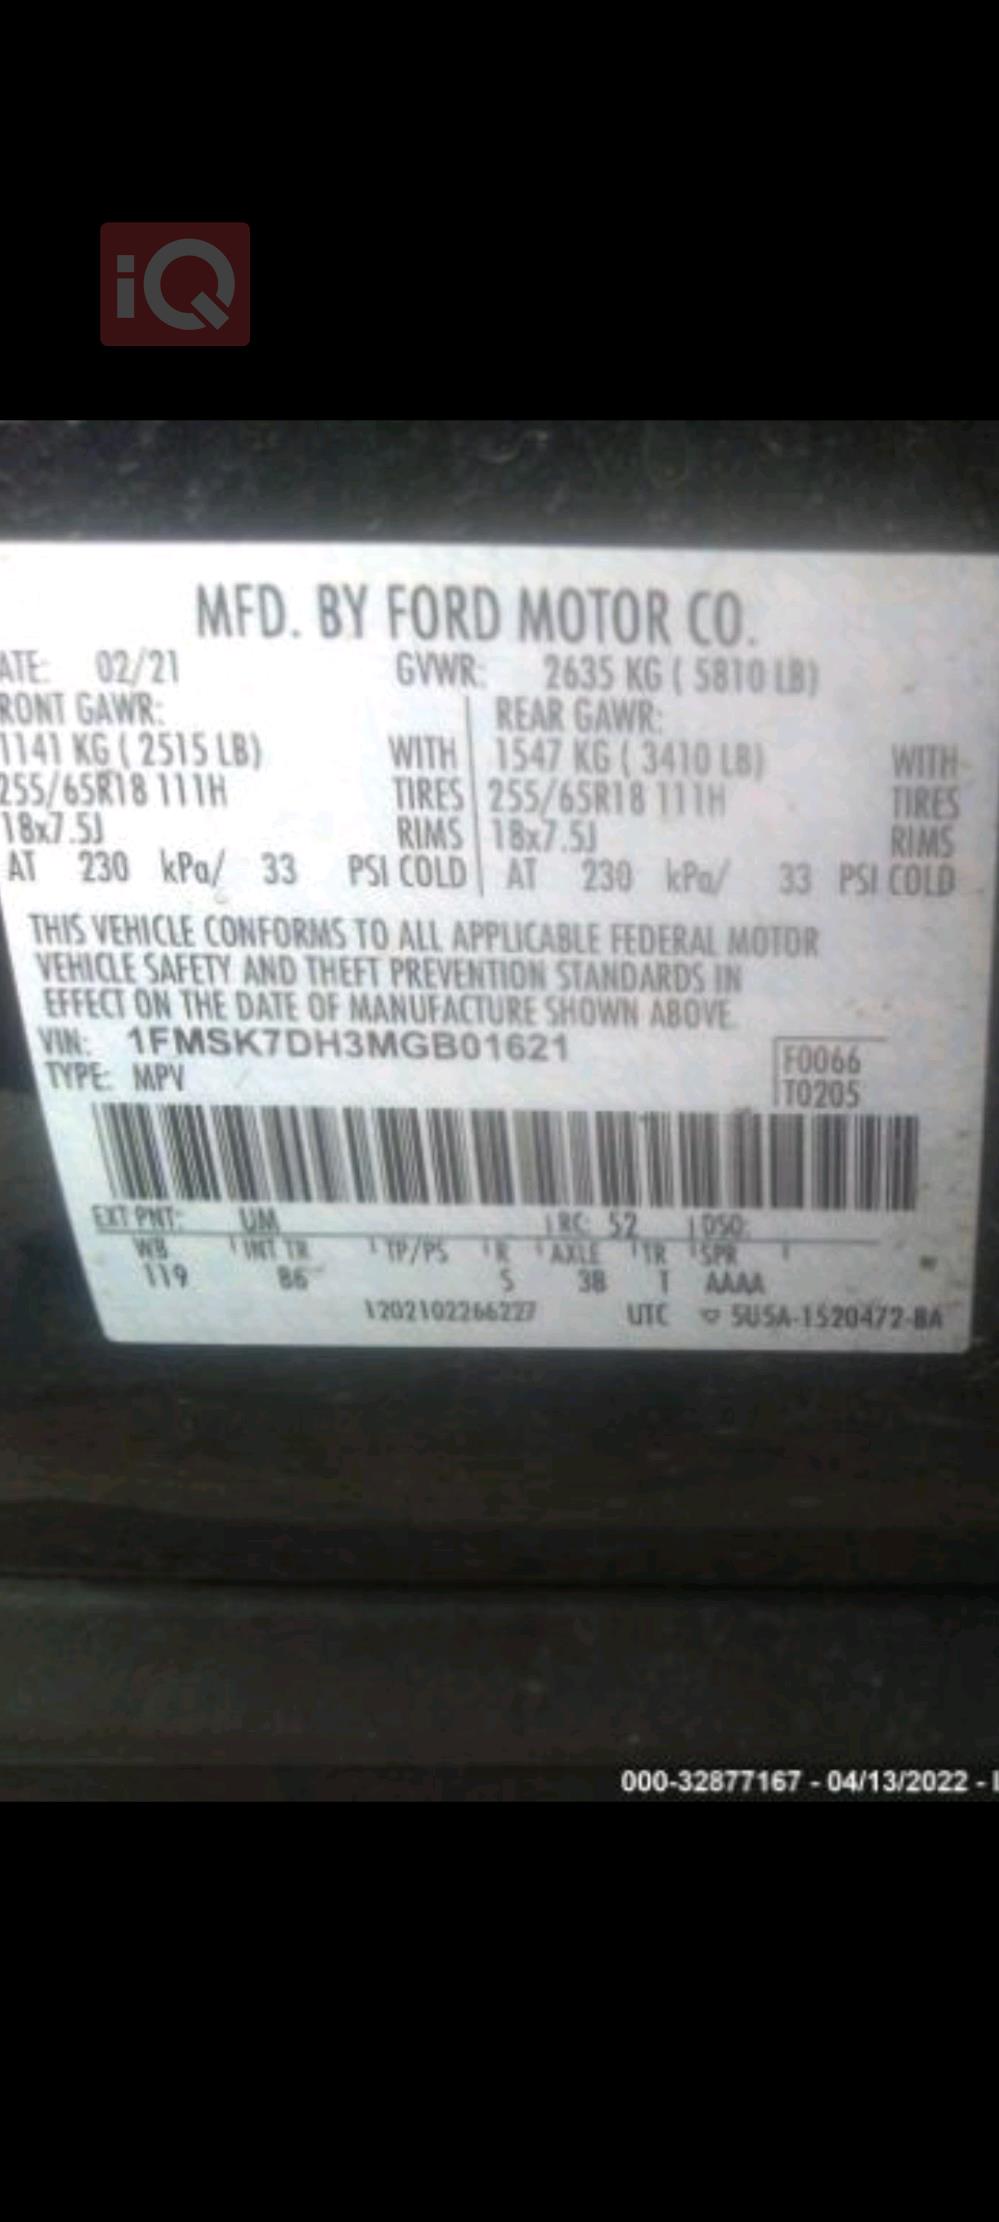 iQ
MFD. BY FORD MOTOR CO.
ATE: 02/21 GVWR: 2635 KG ( 5810 LB)
RONT GAWR: REAR GAWR:
1141 KG ( 2515 LB) WITH 1547 KG ( 3410 LB) WITH
255/65R18 111H TIRES 255/65R18 111H TIRES
18x7.5J RIMS 18x7.5J RIMS
AT 230 kPa/ 33 PSI COLD AT 230 kPa/ 33 PSI COLD
THIS VEHICLE CONFORMS TO ALL APPLICABLE FEDERAL MOTOR
VEHICLE SAFETY AND THEFT PREVENTION STANDARDS IN
EFFECT ON THE DATE OF MANUFACTURE SHOWN ABOVE.
VIN: 1FMSK7DH3MGB01621
TYPE: MPV
F0066
T0205
EXT PNT: UM RC: 52 DSO:
WB INT TR TP/PS R AXLE TR SPR
119 86 5 3B T AAAA
1202102266227 UTC 5U5A-1520472-BA
000-32877167 - 04/13/2022 - I